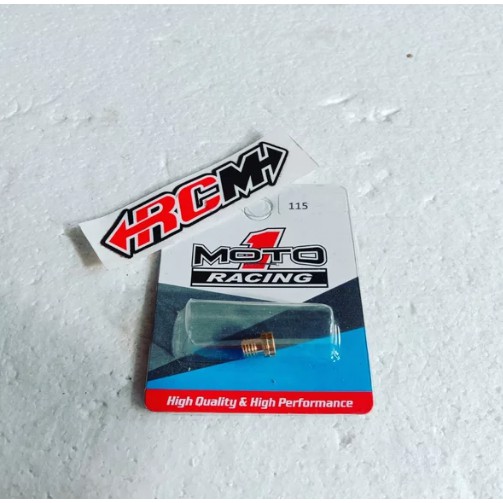 RCM
115
MOTO 1
RACING
High Quality & High Performance